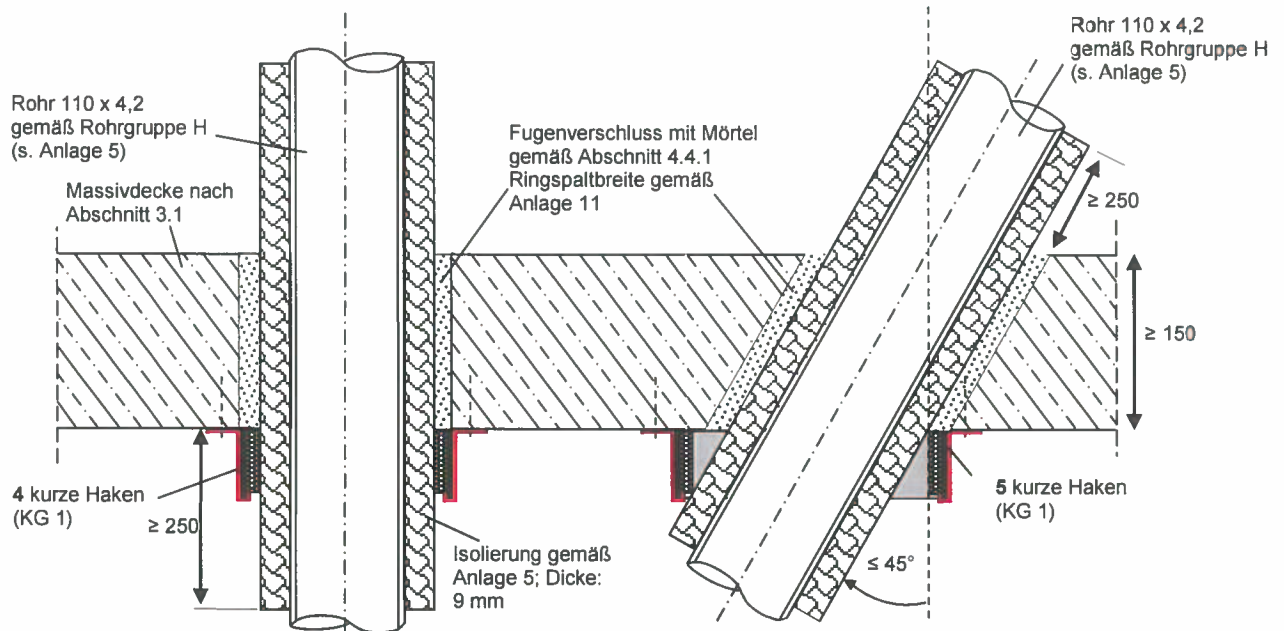 Rohr 110 x 4,2
gemäß Rohrgruppe H
(s. Anlage 5)
Rohr 110 x 4,2
gemäß Rohrgruppe H
(s. Anlage 5)
Fugenverschluss mit Mörtel
gemäß Abschnitt 4.4.1
Ringspaltbreite gemäß
Anlage 11
Massivdecke nach
Abschnitt 3.1
≥ 250
≥ 150
4 kurze Haken
(KG 1)
≥ 250
5 kurze Haken
(KG 1)
Isolierung gemäß
Anlage 5; Dicke:
9 mm
≤ 45°